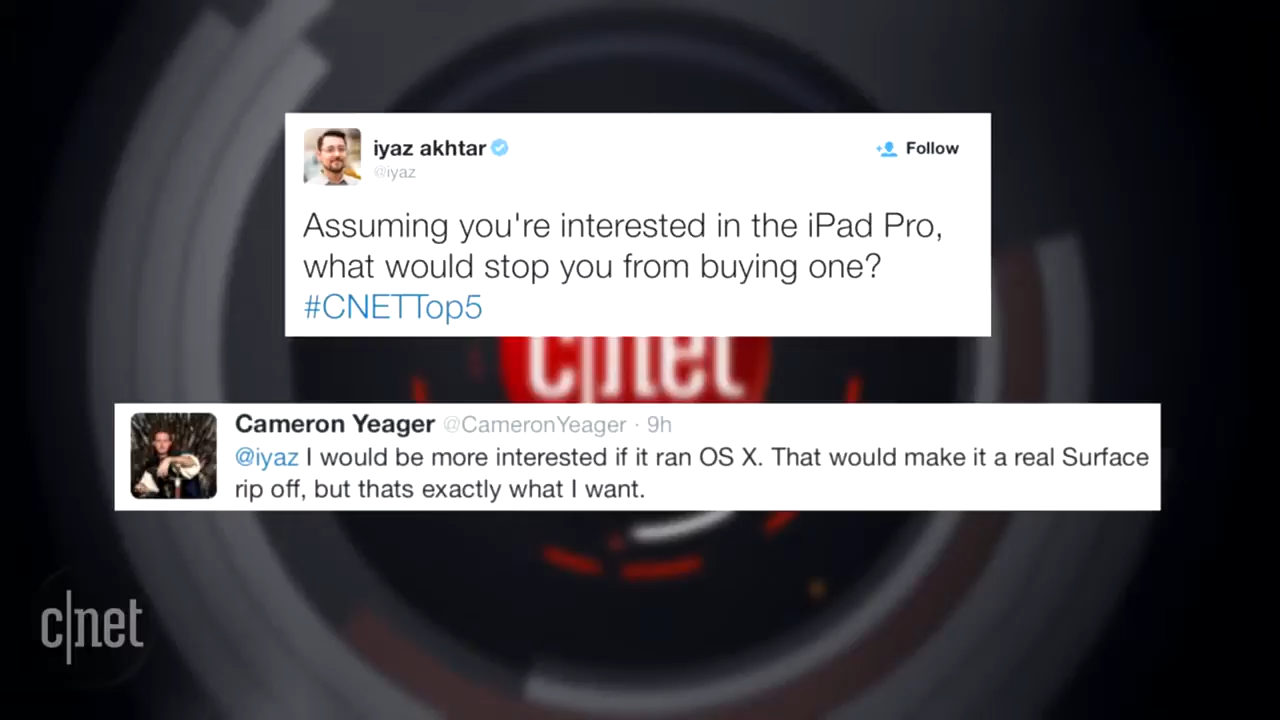 iyaz akhtar
@iyaz
Follow
Assuming you're interested in the iPad Pro,
what would stop you from buying one?
#CNETTop5
c|net
Cameron Yeager @CameronYeager · 9h
@iyaz I would be more interested if it ran OS X. That would make it a real Surface
rip off, but thats exactly what I want.
c|net